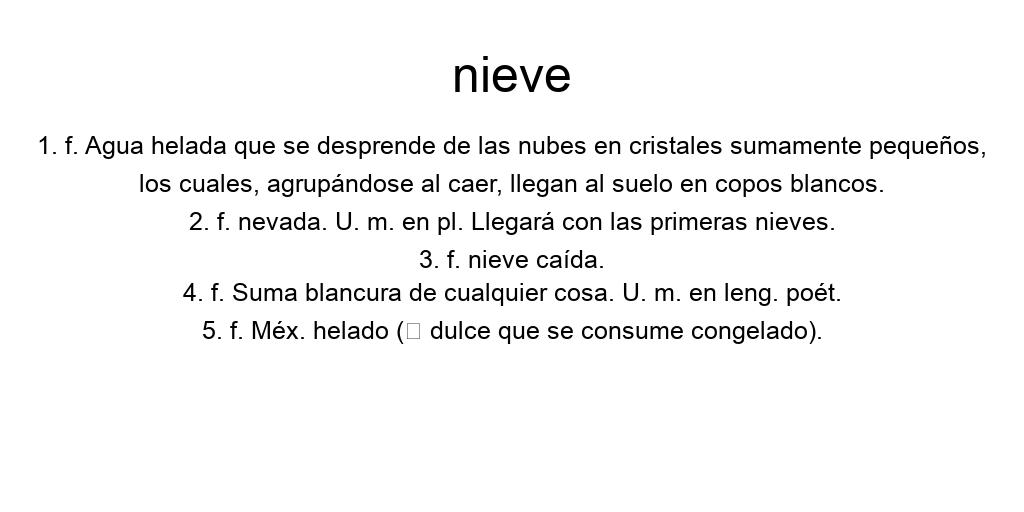 nieve
1. f. Agua helada que se desprende de las nubes en cristales sumamente pequeños,
los cuales, agrupándose al caer, llegan al suelo en copos blancos.
2. f. nevada. U. m. en pl. Llegará con las primeras nieves.
3. f. nieve caída.
4. f. Suma blancura de cualquier cosa. U. m. en leng. poét.
5. f. Méx. helado (□ dulce que se consume congelado).